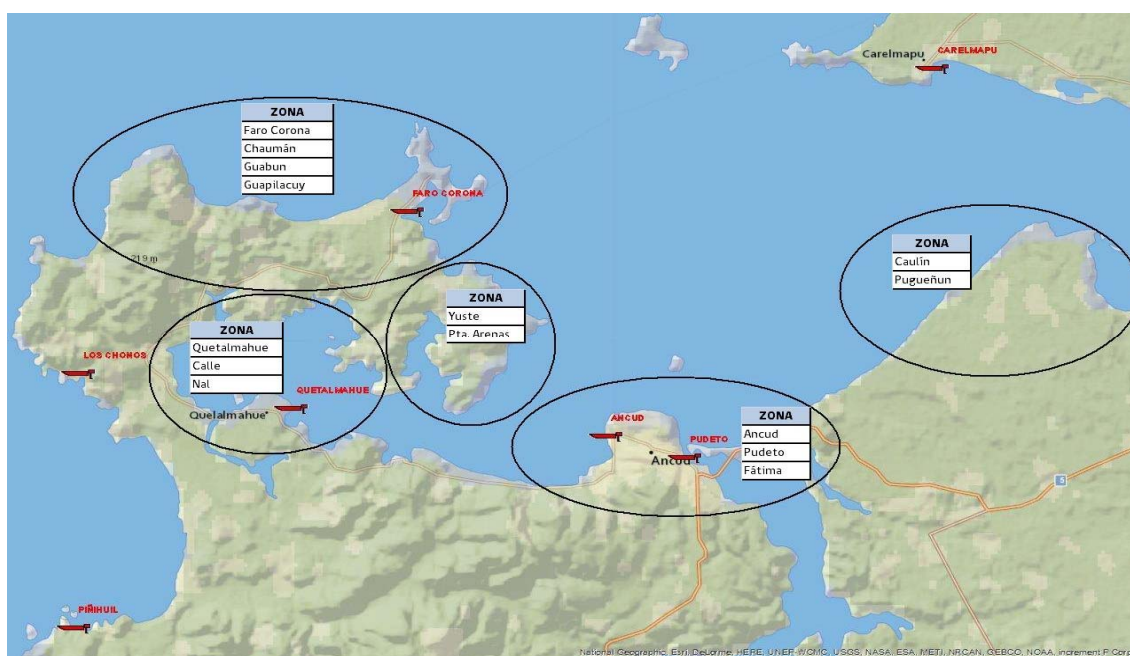 Carelmapu
CARELMAPU
ZONA
Faro Corona
Chaumán
Guabun
Guapilacuy
FARO CORONA
219 m
ZONA
Caulín
Pugueñun
ZONA
Yuste
Pta. Arenas
ZONA
Quetalmahue
Calle
Nal
LOS CHONOS
QUETALMAHUE
Quelalmahue
ANCUD
PUDETO
Ancud
ZONA
Ancud
Pudeto
Fátima
5
PIÑIHUIL
National Geographic, Esri, DeLorme, HERE, UNEP-WCMC, USGS, NASA, ESA, METI, NRCAN, GEBCO, NOAA, increment P Corp